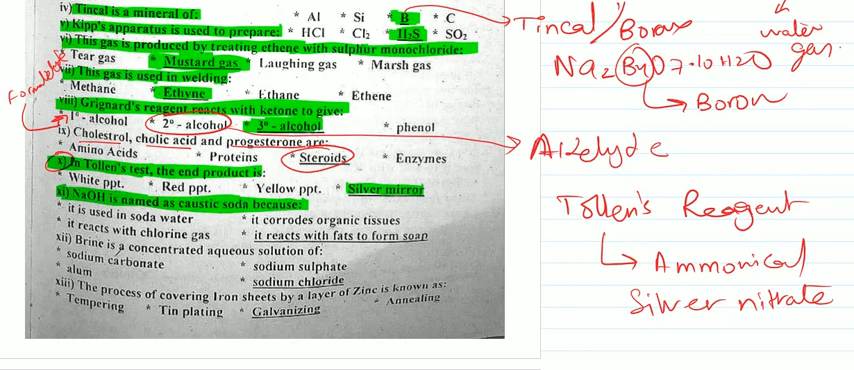 iv) Tincal is a mineral of: * Al * Si * B * C
v) Kipp's apparatus is used to prepare: * HCl * Cl₂ * H₂S * SO₂
vi) This gas is produced by treating ethene with sulphur monochloride:
* Tear gas * Mustard gas * Laughing gas * Marsh gas
vii) This gas is used in welding:
Methane * Ethyne * Ethane * Ethene
viii) Grignard's reagent reacts with ketone to give:
* 1° - alcohol * 2° - alcohol * 3° - alcohol * phenol
ix) Cholestrol, cholic acid and progesterone are:
* Amino Acids * Proteins * Steroids * Enzymes
x) In Tollen's test, the end product is:
* White ppt. * Red ppt. * Yellow ppt. * Silver mirror
xi) NaOH is named as caustic soda because:
* it is used in soda water * it corrodes organic tissues
* it reacts with chlorine gas * it reacts with fats to form soap
xii) Brine is a concentrated aqueous solution of:
* sodium carbonate * sodium sulphate
* alum * sodium chloride
xiii) The process of covering Iron sheets by a layer of Zinc is known as:
* Tempering * Tin plating * Galvanizing * Annealing
Tincal / Borax
water
gas.
Na2B4O7.10H2O
Boron
Alkelyde
Tollen's Reagent
Ammonical
Silver nitrate